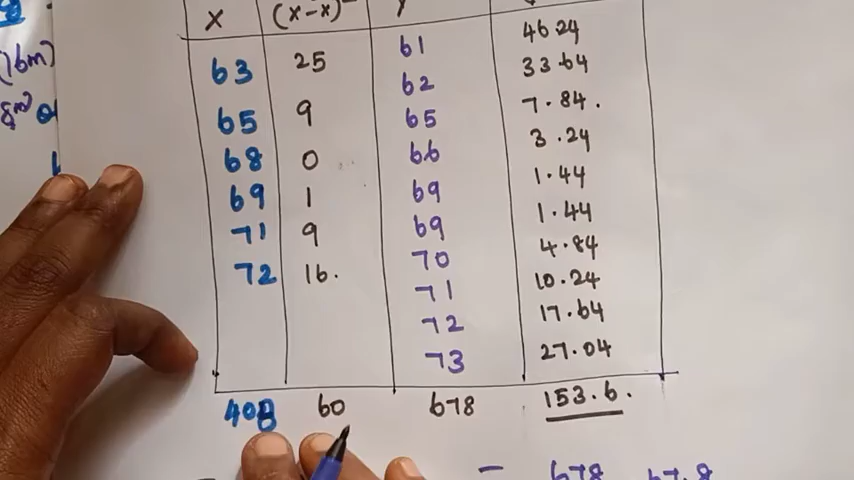 X (x-x)
63 25 61 46.24
62 33.64
65 9 65 7.84.
68 0 66 3.24
69 1 69 1.44
71 9 69 1.44
72 16. 70 4.84
71 10.24
72 17.64
73 27.04
408 60 678 153.6.
678 67.8
(16m)